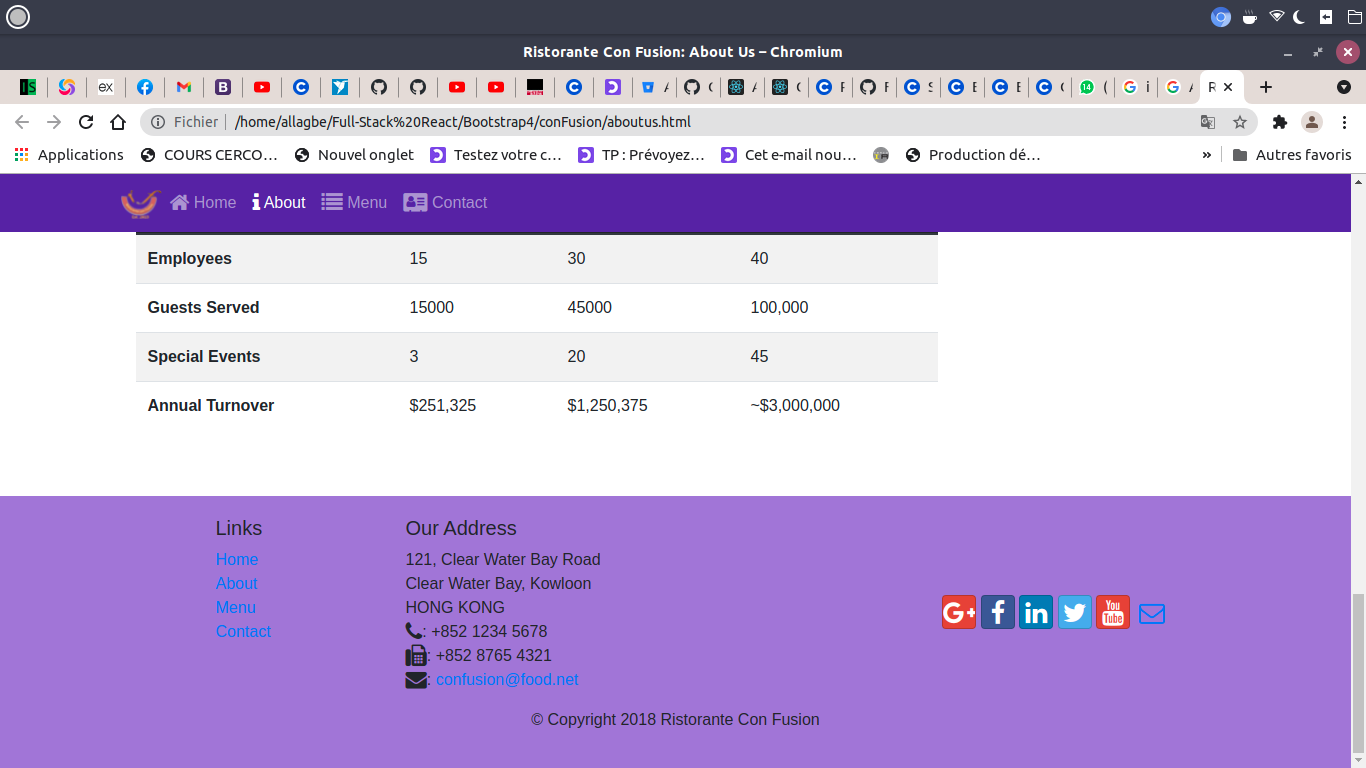 Ristorante Con Fusion: About Us – Chromium
Fichier | /home/allagbe/Full-Stack%20React/Bootstrap4/conFusion/aboutus.html
Applications COURS CERCO… Nouvel onglet Testez votre c… TP : Prévoyez… Cet e-mail nou… Production dé… » Autres favoris
Home About Menu Contact
Employees 15 30 40
Guests Served 15000 45000 100,000
Special Events 3 20 45
Annual Turnover $251,325 $1,250,375 ~$3,000,000
Links
Home
About
Menu
Contact
Our Address
121, Clear Water Bay Road
Clear Water Bay, Kowloon
HONG KONG
: +852 1234 5678
: +852 8765 4321
: confusion@food.net
G+ f in You Tube
© Copyright 2018 Ristorante Con Fusion